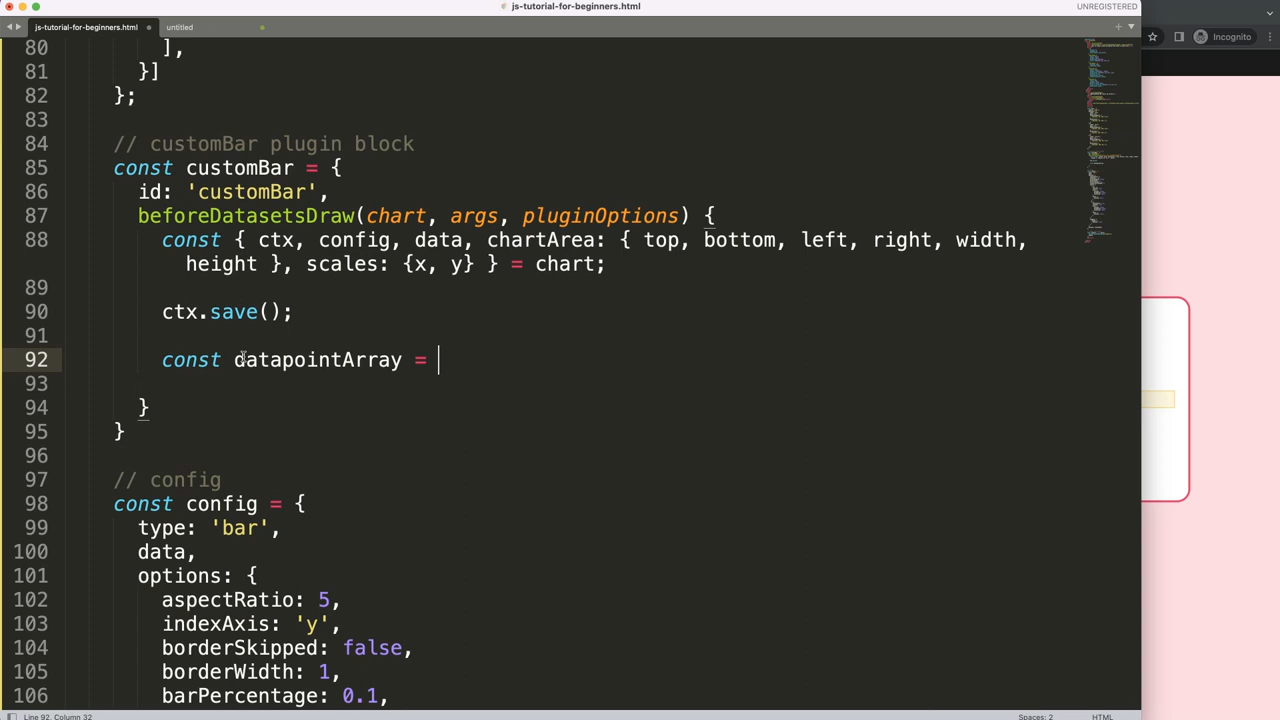 js-tutorial-for-beginners.html
UNREGISTERED
js-tutorial-for-beginners.html
untitled
Incognito
80 ],
81 }]
82 };
83
84 // customBar plugin block
85 const customBar = {
86 id: 'customBar',
87 beforeDatasetsDraw(chart, args, pluginOptions) {
88 const { ctx, config, data, chartArea: { top, bottom, left, right, width,
height }, scales: {x, y} } = chart;
89
90 ctx.save();
91
92 const datapointArray =
93
94 }
95 }
96
97 // config
98 const config = {
99 type: 'bar',
100 data,
101 options: {
102 aspectRatio: 5,
103 indexAxis: 'y',
104 borderSkipped: false,
105 borderWidth: 1,
106 barPercentage: 0.1,
Line 92, Column 32
Spaces: 2
HTML